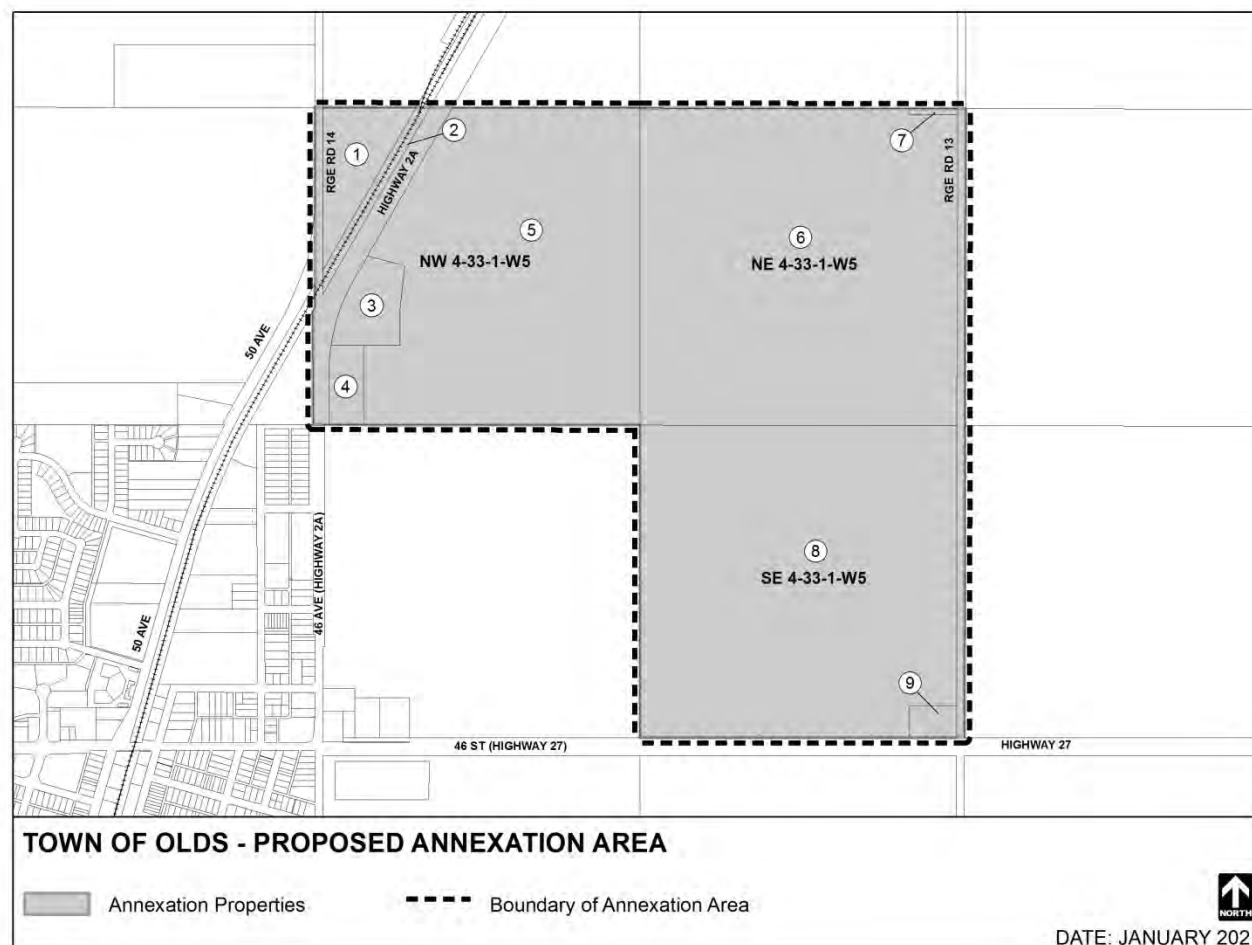 RGE RD 14
1
2
HIGHWAY 2A
7
RGE RD 13
5
NW 4-33-1-W5
6
NE 4-33-1-W5
3
50 AVE
4
46 AVE (HIGHWAY 2A)
8
SE 4-33-1-W5
50 AVE
9
46 ST (HIGHWAY 27)
HIGHWAY 27
TOWN OF OLDS - PROPOSED ANNEXATION AREA
Annexation Properties
Boundary of Annexation Area
NORTH
DATE: JANUARY 202